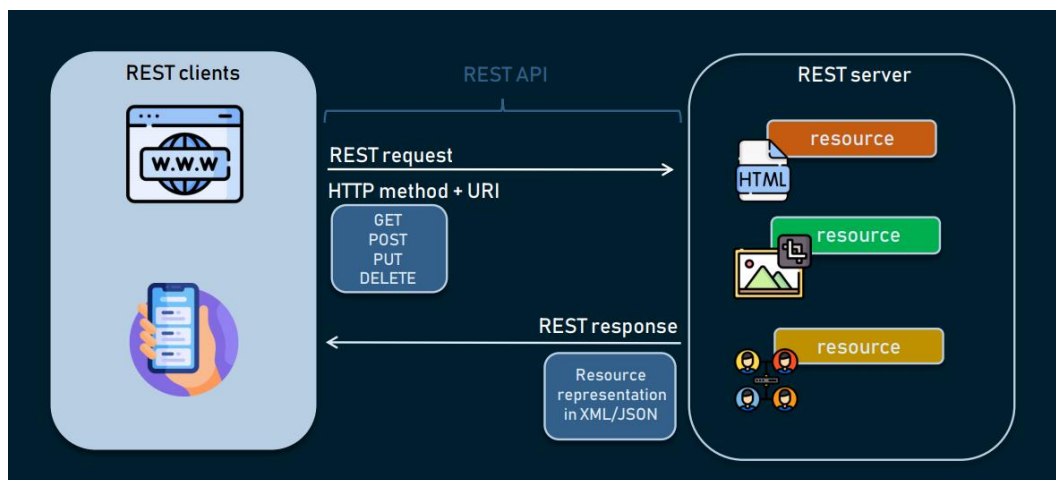 REST clients
REST API
REST server
W.W.W
REST request
HTTP method + URI
GET
POST
PUT
DELETE
REST response
Resource
representation
in XML/JSON
resource
HTML
resource
resource